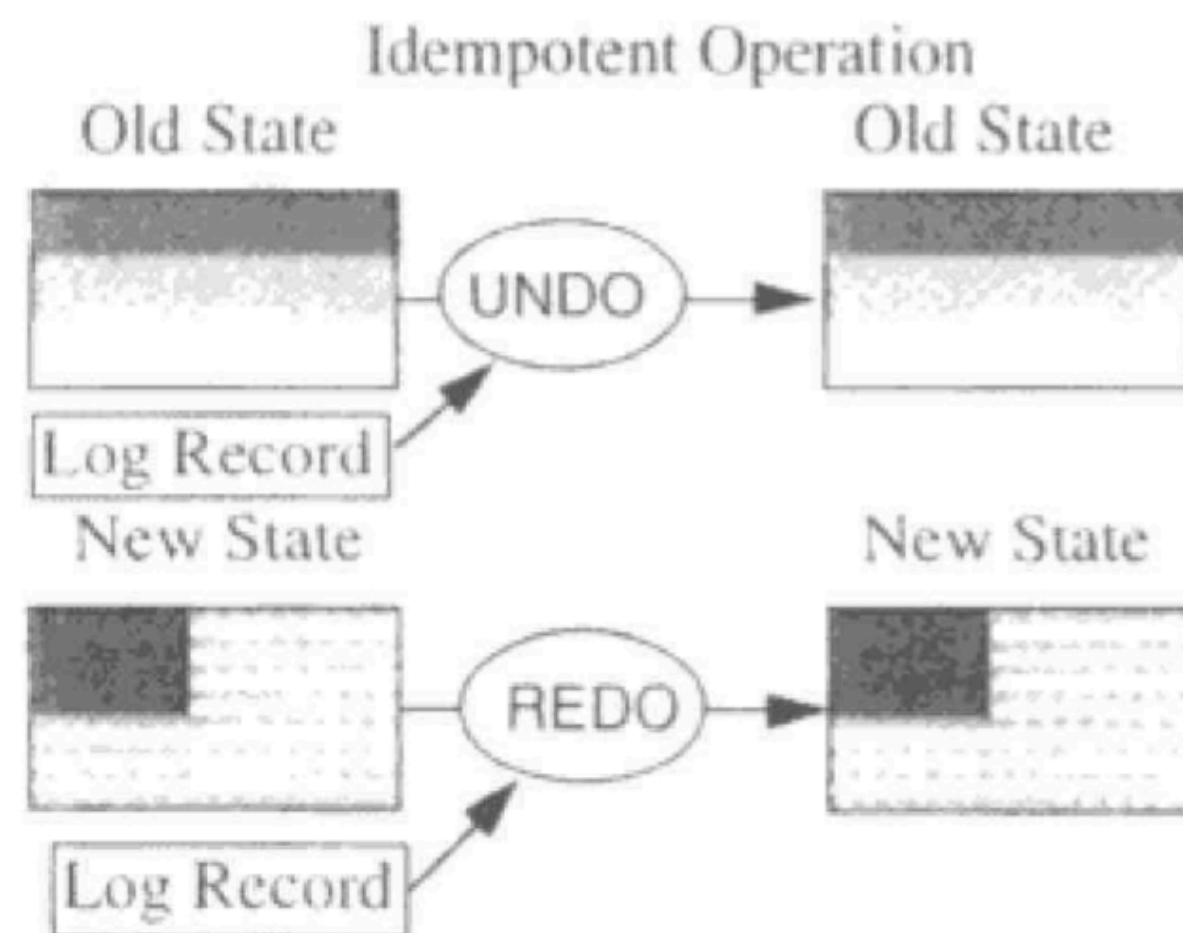 Idempotent Operation
Old State
Old State
UNDO
Log Record
New State
New State
REDO
Log Record